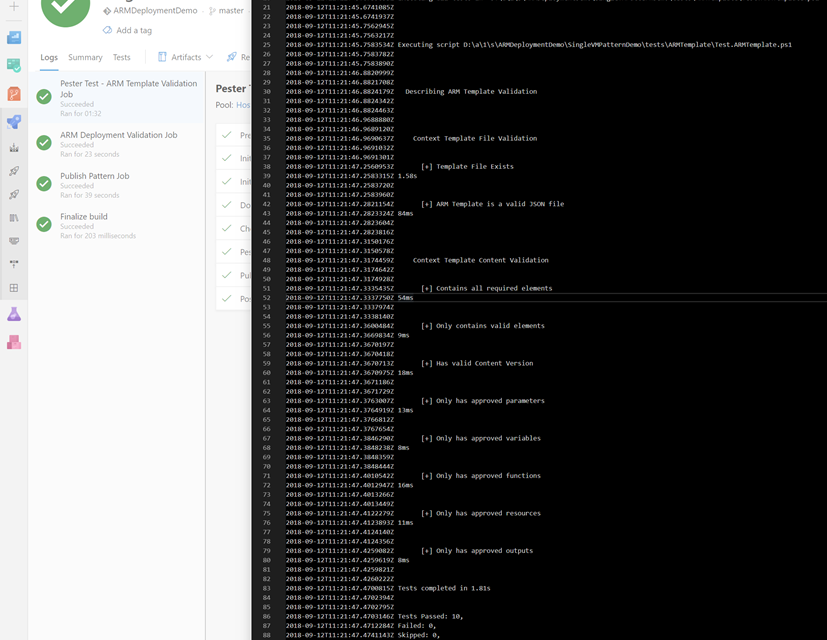 ARMDeploymentDemo
master
Add a tag
Logs
Summary
Tests
Artifacts
Re
Pester Test - ARM Template Validation
Job
Succeeded
Ran for 01:32
ARM Deployment Validation Job
Succeeded
Ran for 23 seconds
Publish Pattern Job
Succeeded
Ran for 39 seconds
Finalize build
Succeeded
Ran for 203 milliseconds
Pester T
Pool: Hos
Pre
Init
Init
Do
Che
Pes
Pul
Pos
21 2018-09-12T11:21:45.6741085Z
22 2018-09-12T11:21:45.6741937Z
23 2018-09-12T11:21:45.7562945Z
24 2018-09-12T11:21:45.7563217Z
25 2018-09-12T11:21:45.7583534Z Executing script D:\a\1\s\ARMDeploymentDemo\SingleVMPatternDemo\tests\ARMTemplate\Test.ARMTemplate.ps1
26 2018-09-12T11:21:45.7583782Z
27 2018-09-12T11:21:45.7583890Z
28 2018-09-12T11:21:46.8820999Z
29 2018-09-12T11:21:46.8821708Z
30 2018-09-12T11:21:46.8824179Z Describing ARM Template Validation
31 2018-09-12T11:21:46.8824342Z
32 2018-09-12T11:21:46.8824463Z
33 2018-09-12T11:21:46.9688880Z
34 2018-09-12T11:21:46.9689120Z
35 2018-09-12T11:21:46.9690637Z Context Template File Validation
36 2018-09-12T11:21:46.9691032Z
37 2018-09-12T11:21:46.9691301Z
38 2018-09-12T11:21:47.2560953Z [+] Template File Exists
39 2018-09-12T11:21:47.2583315Z 1.58s
40 2018-09-12T11:21:47.2583720Z
41 2018-09-12T11:21:47.2583960Z
42 2018-09-12T11:21:47.2821154Z [+] ARM Template is a valid JSON file
43 2018-09-12T11:21:47.2823324Z 84ms
44 2018-09-12T11:21:47.2823604Z
45 2018-09-12T11:21:47.2823816Z
46 2018-09-12T11:21:47.3150176Z
47 2018-09-12T11:21:47.3150578Z
48 2018-09-12T11:21:47.3174459Z Context Template Content Validation
49 2018-09-12T11:21:47.3174642Z
50 2018-09-12T11:21:47.3174928Z
51 2018-09-12T11:21:47.3335435Z [+] Contains all required elements
52 2018-09-12T11:21:47.3337750Z 54ms
53 2018-09-12T11:21:47.3337974Z
54 2018-09-12T11:21:47.3338140Z
55 2018-09-12T11:21:47.3600484Z [+] Only contains valid elements
56 2018-09-12T11:21:47.3669834Z 9ms
57 2018-09-12T11:21:47.3670197Z
58 2018-09-12T11:21:47.3670418Z
59 2018-09-12T11:21:47.3670713Z [+] Has valid Content Version
60 2018-09-12T11:21:47.3670975Z 18ms
61 2018-09-12T11:21:47.3671186Z
62 2018-09-12T11:21:47.3671729Z
63 2018-09-12T11:21:47.3763007Z [+] Only has approved parameters
64 2018-09-12T11:21:47.3764919Z 13ms
65 2018-09-12T11:21:47.3766812Z
66 2018-09-12T11:21:47.3767654Z
67 2018-09-12T11:21:47.3846290Z [+] Only has approved variables
68 2018-09-12T11:21:47.3848238Z 8ms
69 2018-09-12T11:21:47.3848359Z
70 2018-09-12T11:21:47.3848444Z
71 2018-09-12T11:21:47.4010542Z [+] Only has approved functions
72 2018-09-12T11:21:47.4012947Z 16ms
73 2018-09-12T11:21:47.4013266Z
74 2018-09-12T11:21:47.4013449Z
75 2018-09-12T11:21:47.4122279Z [+] Only has approved resources
76 2018-09-12T11:21:47.4123893Z 11ms
77 2018-09-12T11:21:47.4124140Z
78 2018-09-12T11:21:47.4124356Z
79 2018-09-12T11:21:47.4259082Z [+] Only has approved outputs
80 2018-09-12T11:21:47.4259619Z 8ms
81 2018-09-12T11:21:47.4259821Z
82 2018-09-12T11:21:47.4260222Z
83 2018-09-12T11:21:47.4700815Z Tests completed in 1.81s
84 2018-09-12T11:21:47.4702394Z
85 2018-09-12T11:21:47.4702795Z
86 2018-09-12T11:21:47.4703146Z Tests Passed: 10,
87 2018-09-12T11:21:47.4712284Z Failed: 0,
88 2018-09-12T11:21:47.4741143Z Skipped: 0,